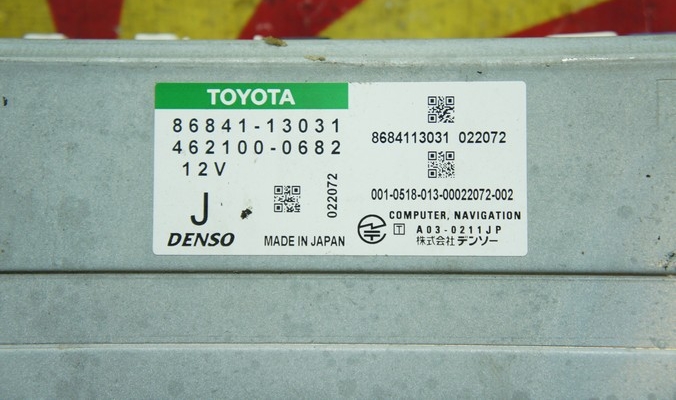 TOYOTA
86841-13031
462100-0682
12V
J
022072
DENSO
MADE IN JAPAN
8684113031 022072
001-0518-013-00022072-002
COMPUTER, NAVIGATION
T A03-0211JP
株式会社デンソー